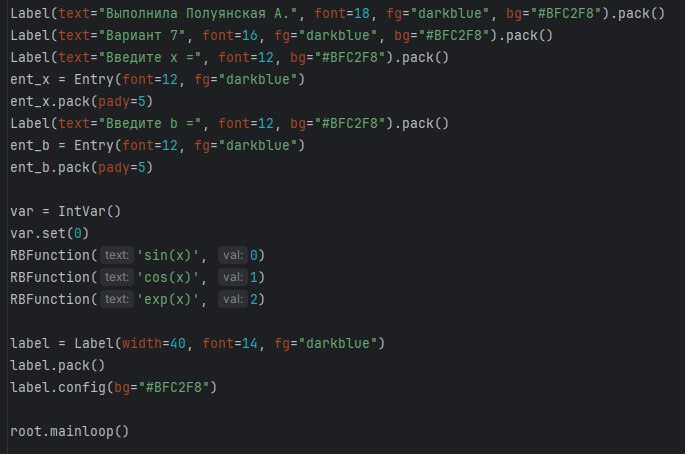 Label(text="Выполнила Полуянская А.", font=18, fg="darkblue", bg="#BFC2F8").pack()
Label(text="Вариант 7", font=16, fg="darkblue", bg="#BFC2F8").pack()
Label(text="Введите x =", font=12, bg="#BFC2F8").pack()
ent_x = Entry(font=12, fg="darkblue")
ent_x.pack(pady=5)
Label(text="Введите b =", font=12, bg="#BFC2F8").pack()
ent_b = Entry(font=12, fg="darkblue")
ent_b.pack(pady=5)
var = IntVar()
var.set(0)
RBFunction( text: 'sin(x)', val: 0)
RBFunction( text: 'cos(x)', val: 1)
RBFunction( text: 'exp(x)', val: 2)
label = Label(width=40, font=14, fg="darkblue")
label.pack()
label.config(bg="#BFC2F8")
root.mainloop()